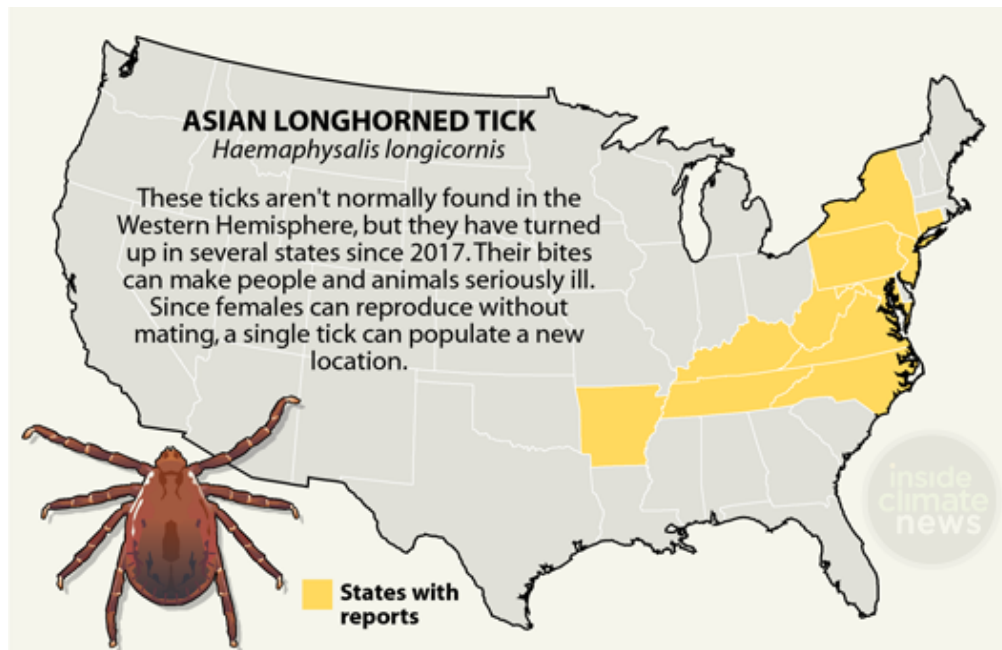 ASIAN LONGHORNED TICK
Haemaphysalis longicornis
These ticks aren't normally found in the
Western Hemisphere, but they have turned
up in several states since 2017. Their bites
can make people and animals seriously ill.
Since females can reproduce without
mating, a single tick can populate a new
location.
inside
climate
news
States with
reports